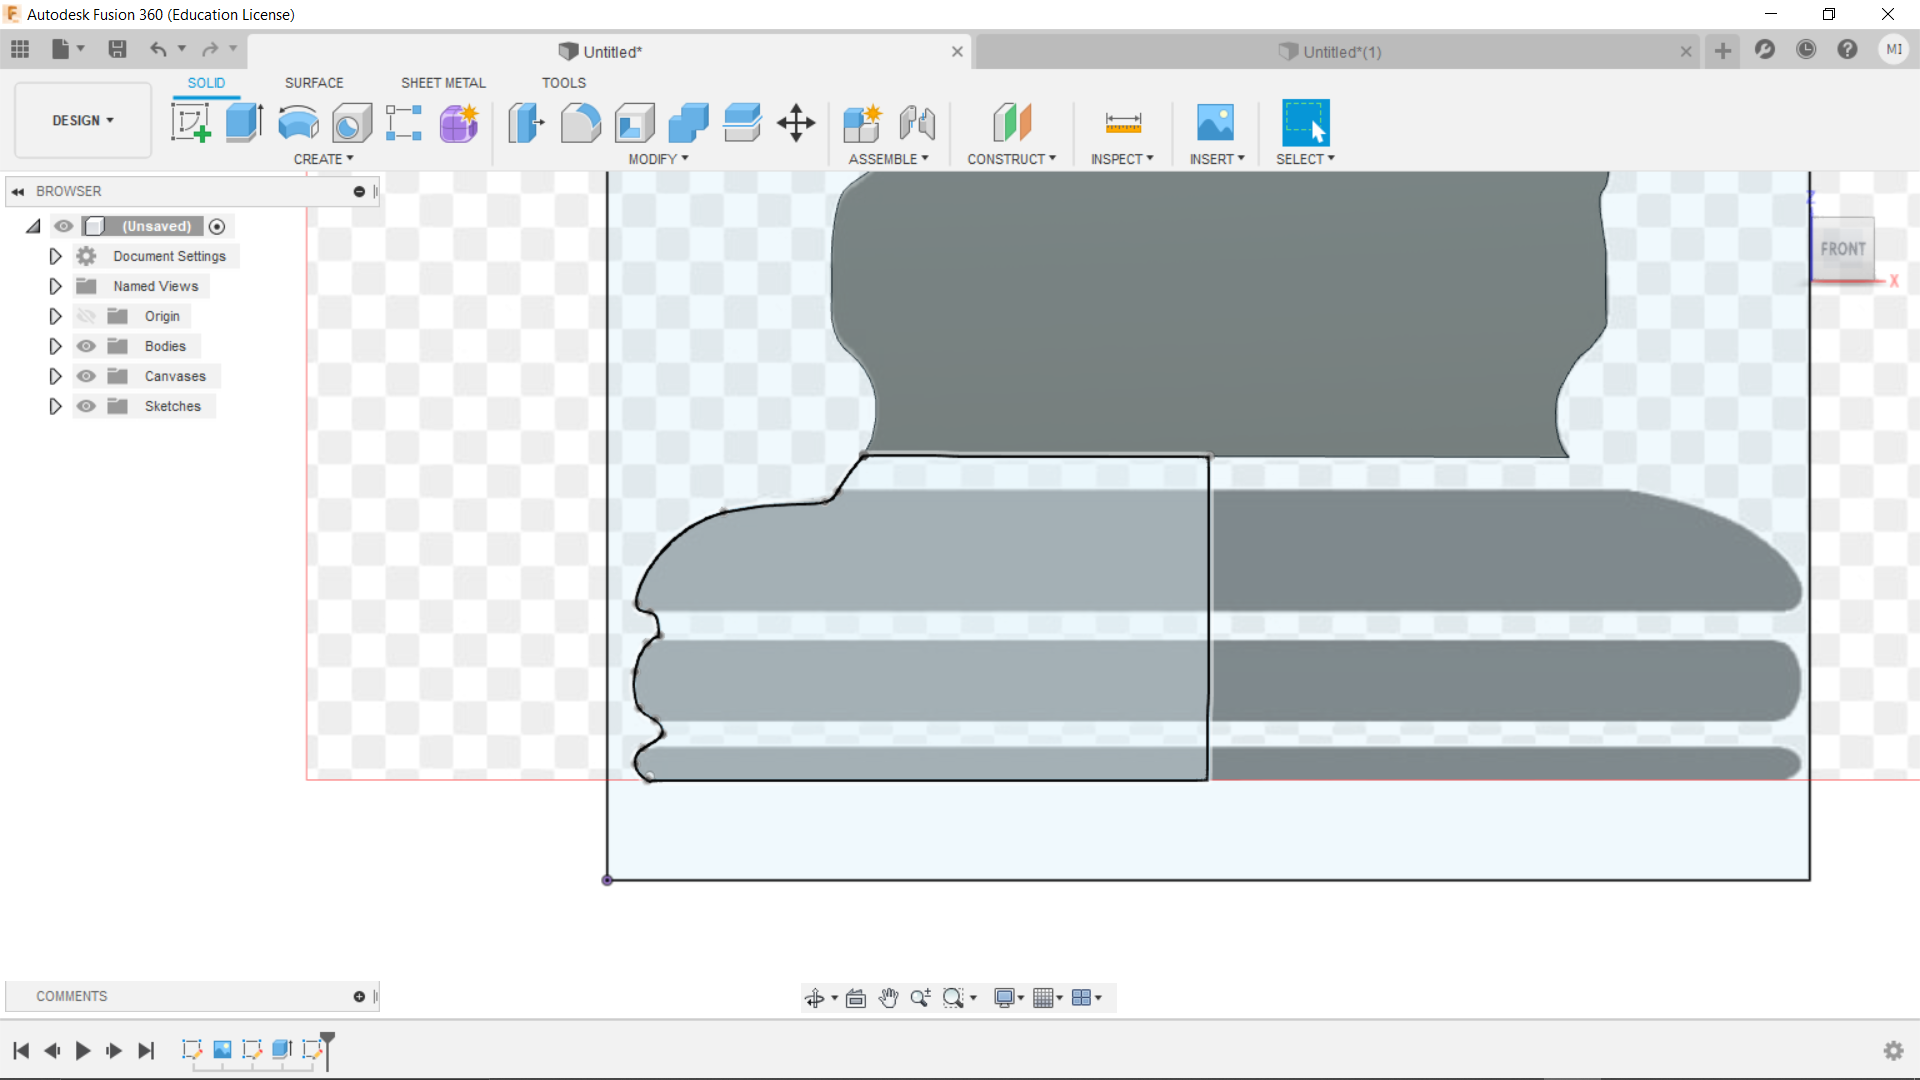 Autodesk Fusion 360 (Education License)
Untitled*
Untitled*(1)
MI
SOLID
SURFACE
SHEET METAL
TOOLS
DESIGN
CREATE
MODIFY
ASSEMBLE
CONSTRUCT
INSPECT
INSERT
SELECT
BROWSER
(Unsaved)
Document Settings
Named Views
Origin
Bodies
Canvases
Sketches
Z
FRONT
X
COMMENTS